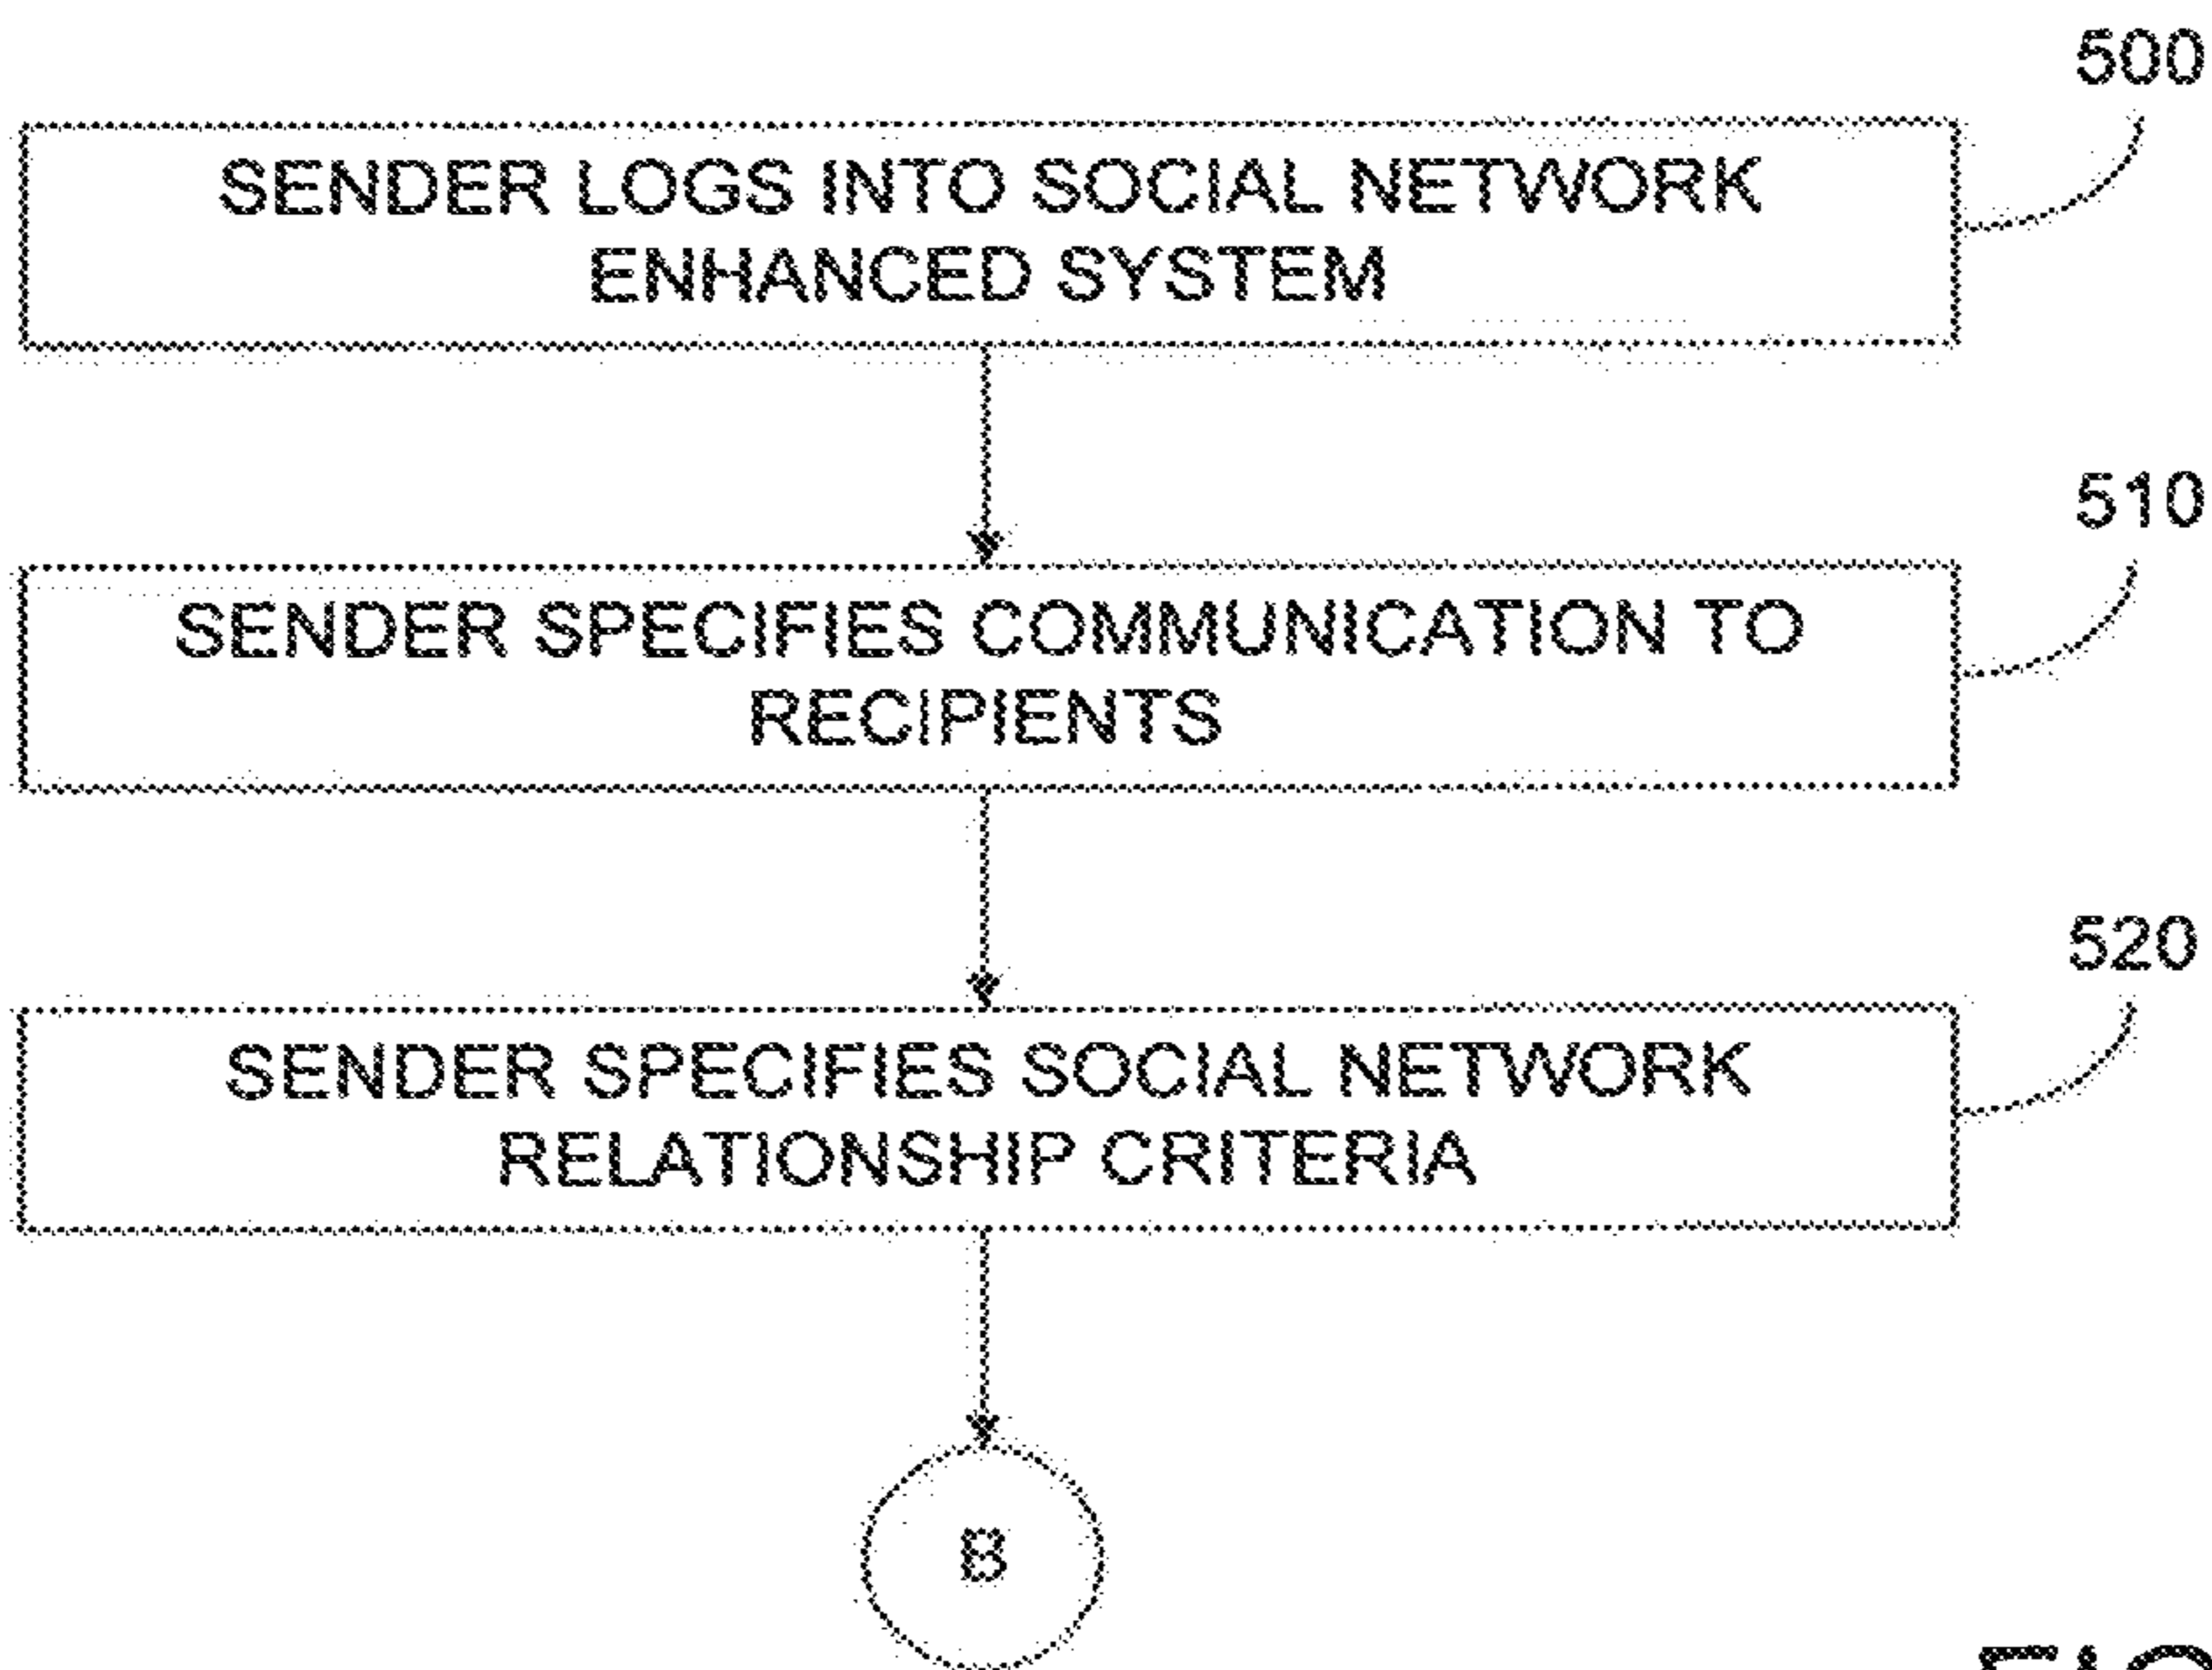 500
SENDER LOGS INTO SOCIAL NETWORK
ENHANCED SYSTEM
510
SENDER SPECIFIES COMMUNICATION TO
RECIPIENTS
520
SENDER SPECIFIES SOCIAL NETWORK
RELATIONSHIP CRITERIA
B